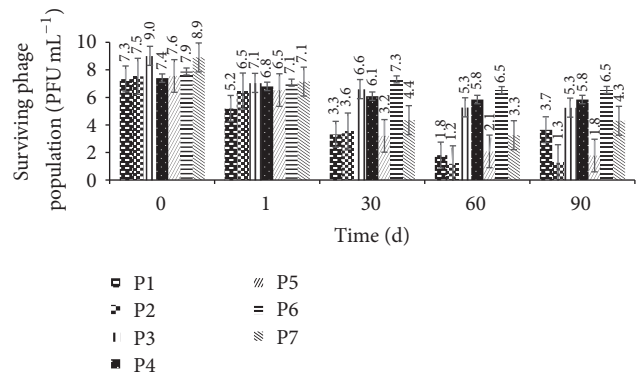 Surviving phage
population (PFU mL⁻¹)
10
8
6
4
2
0
7.3 7.5 9.0 7.4 7.6 7.9 8.9
5.2 6.5 7.1 6.8 6.5 7.1 7.1
3.3 3.6 6.6 6.1 3.2 7.3 4.4
1.8 1.2 5.3 5.8 2.1 6.5 3.3
3.7 1.3 5.3 5.8 1.8 6.5 4.3
0 1 30 60 90
Time (d)
P1
P2
P3
P4
P5
P6
P7